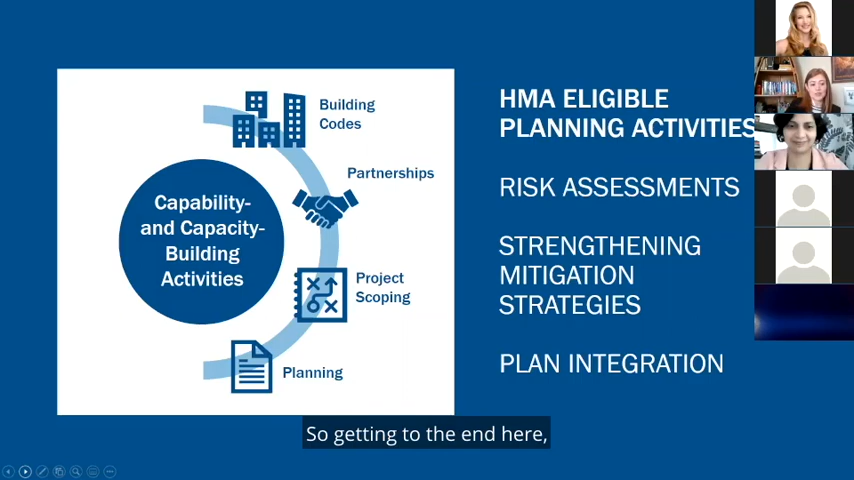 Building
Codes
Partnerships
Capability-
and Capacity-
Building
Activities
Project
Scoping
Planning
HMA ELIGIBLE
PLANNING ACTIVITIES
RISK ASSESSMENTS
STRENGTHENING
MITIGATION
STRATEGIES
PLAN INTEGRATION
So getting to the end here,